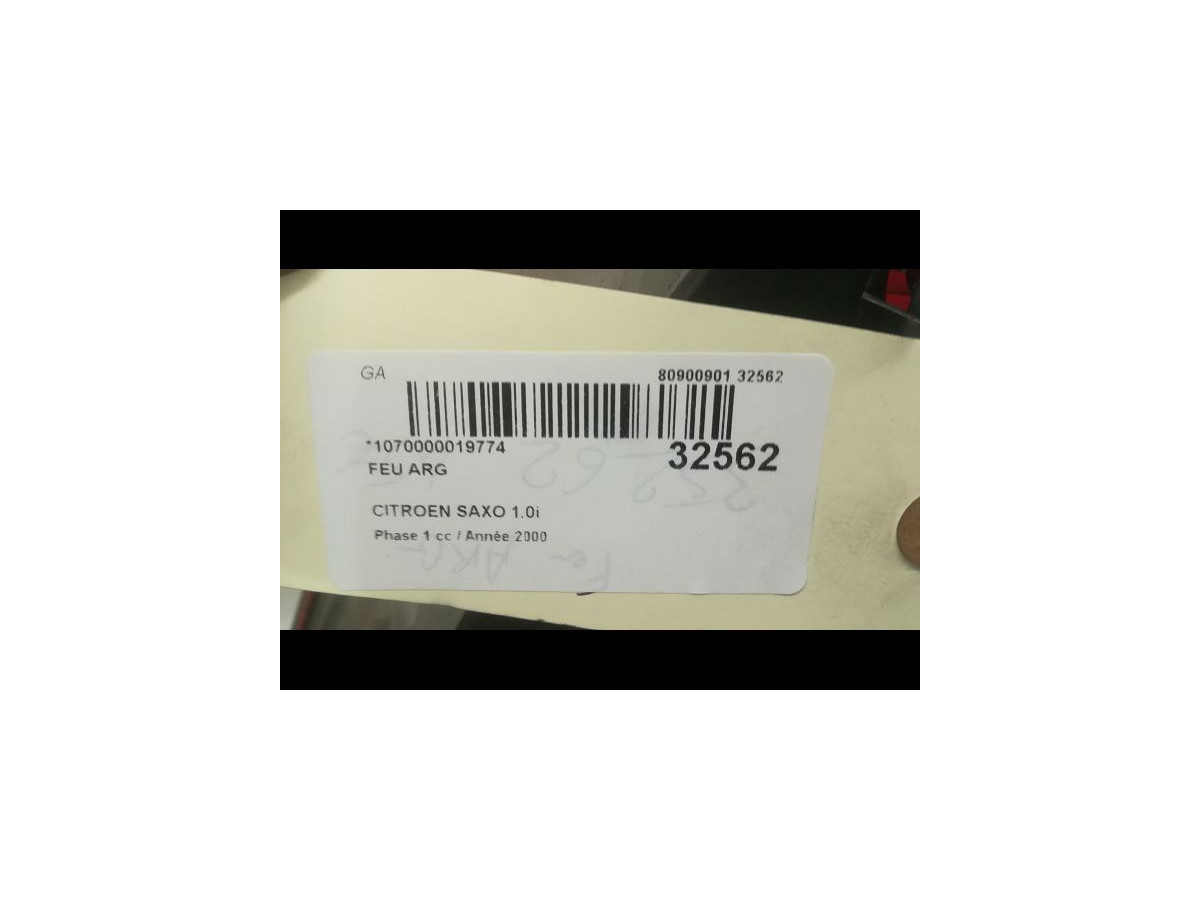 GA
80900901 32562
*1070000019774
32562
FEU ARG
CITROEN SAXO 1.0i
Phase 1 cc / Année 2000